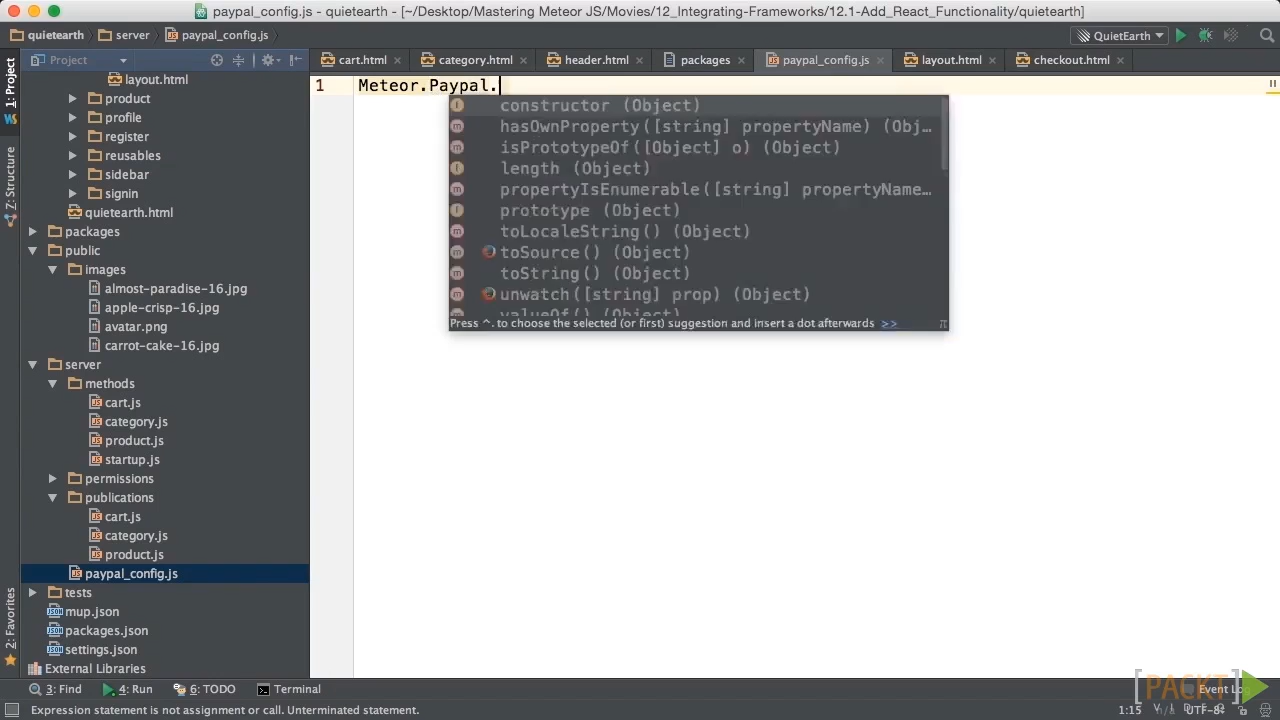 paypal_config.js - quietearth - [~/Desktop/Mastering Meteor JS/Movies/12_Integrating-Frameworks/12.1-Add_React_Functionality/quietearth]
quietearth server paypal_config.js QuietEarth
Project cart.html category.html header.html packages paypal_config.js layout.html checkout.html
1: Project
Z: Structure
2: Favorites
layout.html
product
profile
register
reusables
sidebar
signin
quietearth.html
packages
public
images
almost-paradise-16.jpg
apple-crisp-16.jpg
avatar.png
carrot-cake-16.jpg
server
methods
cart.js
category.js
product.js
startup.js
permissions
publications
cart.js
category.js
product.js
paypal_config.js
tests
mup.json
packages.json
settings.json
External Libraries
1 Meteor.Paypal.
constructor (Object)
hasOwnProperty([string] propertyName) (Obj…
isPrototypeOf([Object] o) (Object)
length (Object)
propertyIsEnumerable([string] propertyName…
prototype (Object)
toLocaleString() (Object)
toSource() (Object)
toString() (Object)
unwatch([string] prop) (Object)
valueOf() (Object)
Press ^. to choose the selected (or first) suggestion and insert a dot afterwards >> π
3: Find 4: Run 6: TODO Terminal Event Log
PACKT
Expression statement is not assignment or call. Unterminated statement. 1:15 UTF-8